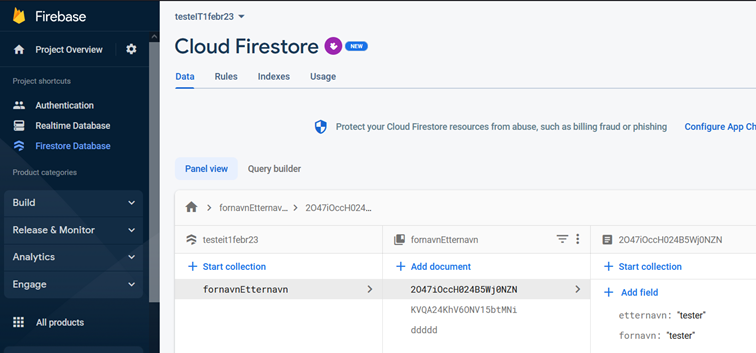 Firebase
Project Overview
Project shortcuts
Authentication
Realtime Database
Firestore Database
Product categories
Build
Release & Monitor
Analytics
Engage
All products
testeIT1febr23
Cloud Firestore
NEW
Data Rules Indexes Usage
Protect your Cloud Firestore resources from abuse, such as billing fraud or phishing Configure App Ch
Panel view Query builder
fornavnEtternav... 2O47iOccH024...
testeit1febr23 fornavnEtternavn 2O47iOccH024B5Wj0NZN
Start collection Add document Start collection
fornavnEtternavn 2O47iOccH024B5Wj0NZN Add field
KVQA24KhV6ONV15btMNi etternavn: "tester"
ddddd fornavn: "tester"